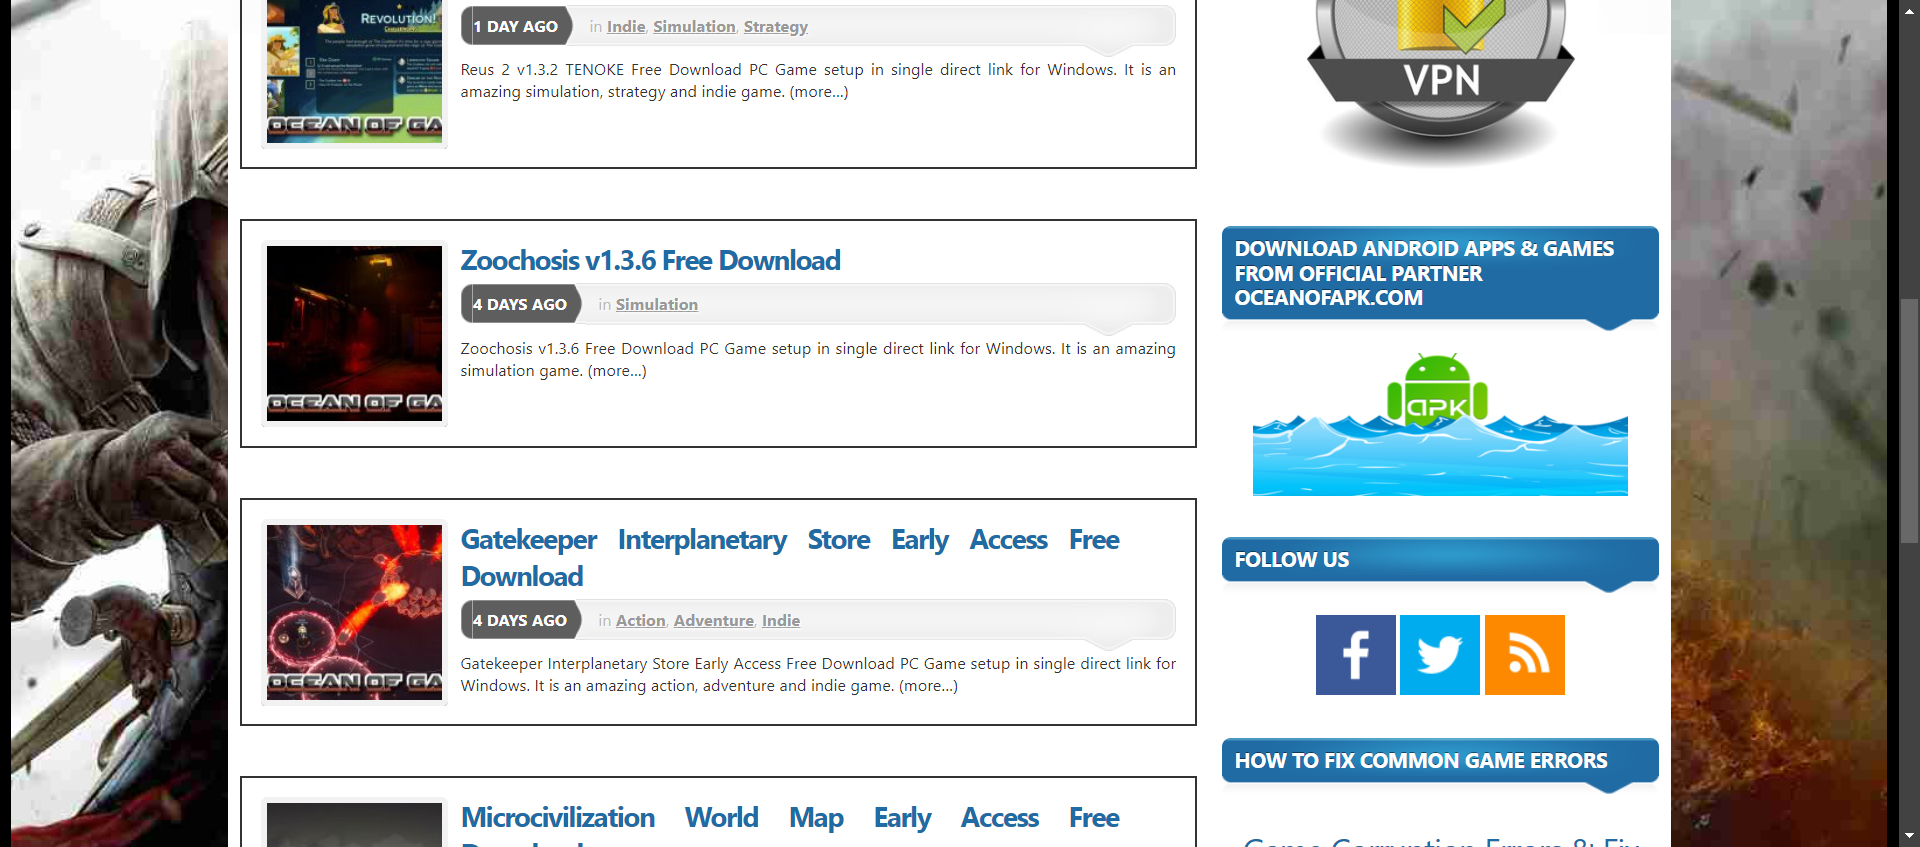 REVOLUTION!
OCEAN OF GA
1 DAY AGO in Indie, Simulation, Strategy
Reus 2 v1.3.2 TENOKE Free Download PC Game setup in single direct link for Windows. It is an
amazing simulation, strategy and indie game. (more...)
Zoochosis v1.3.6 Free Download
4 DAYS AGO in Simulation
Zoochosis v1.3.6 Free Download PC Game setup in single direct link for Windows. It is an amazing
simulation game. (more...)
OCEAN OF GA
Gatekeeper Interplanetary Store Early Access Free
Download
4 DAYS AGO in Action, Adventure, Indie
Gatekeeper Interplanetary Store Early Access Free Download PC Game setup in single direct link for
Windows. It is an amazing action, adventure and indie game. (more...)
OCEAN OF GA
Microcivilization World Map Early Access Free
VPN
DOWNLOAD ANDROID APPS & GAMES
FROM OFFICIAL PARTNER
OCEANOFAPK.COM
APK
FOLLOW US
HOW TO FIX COMMON GAME ERRORS
Game Corruption Errors & Fix